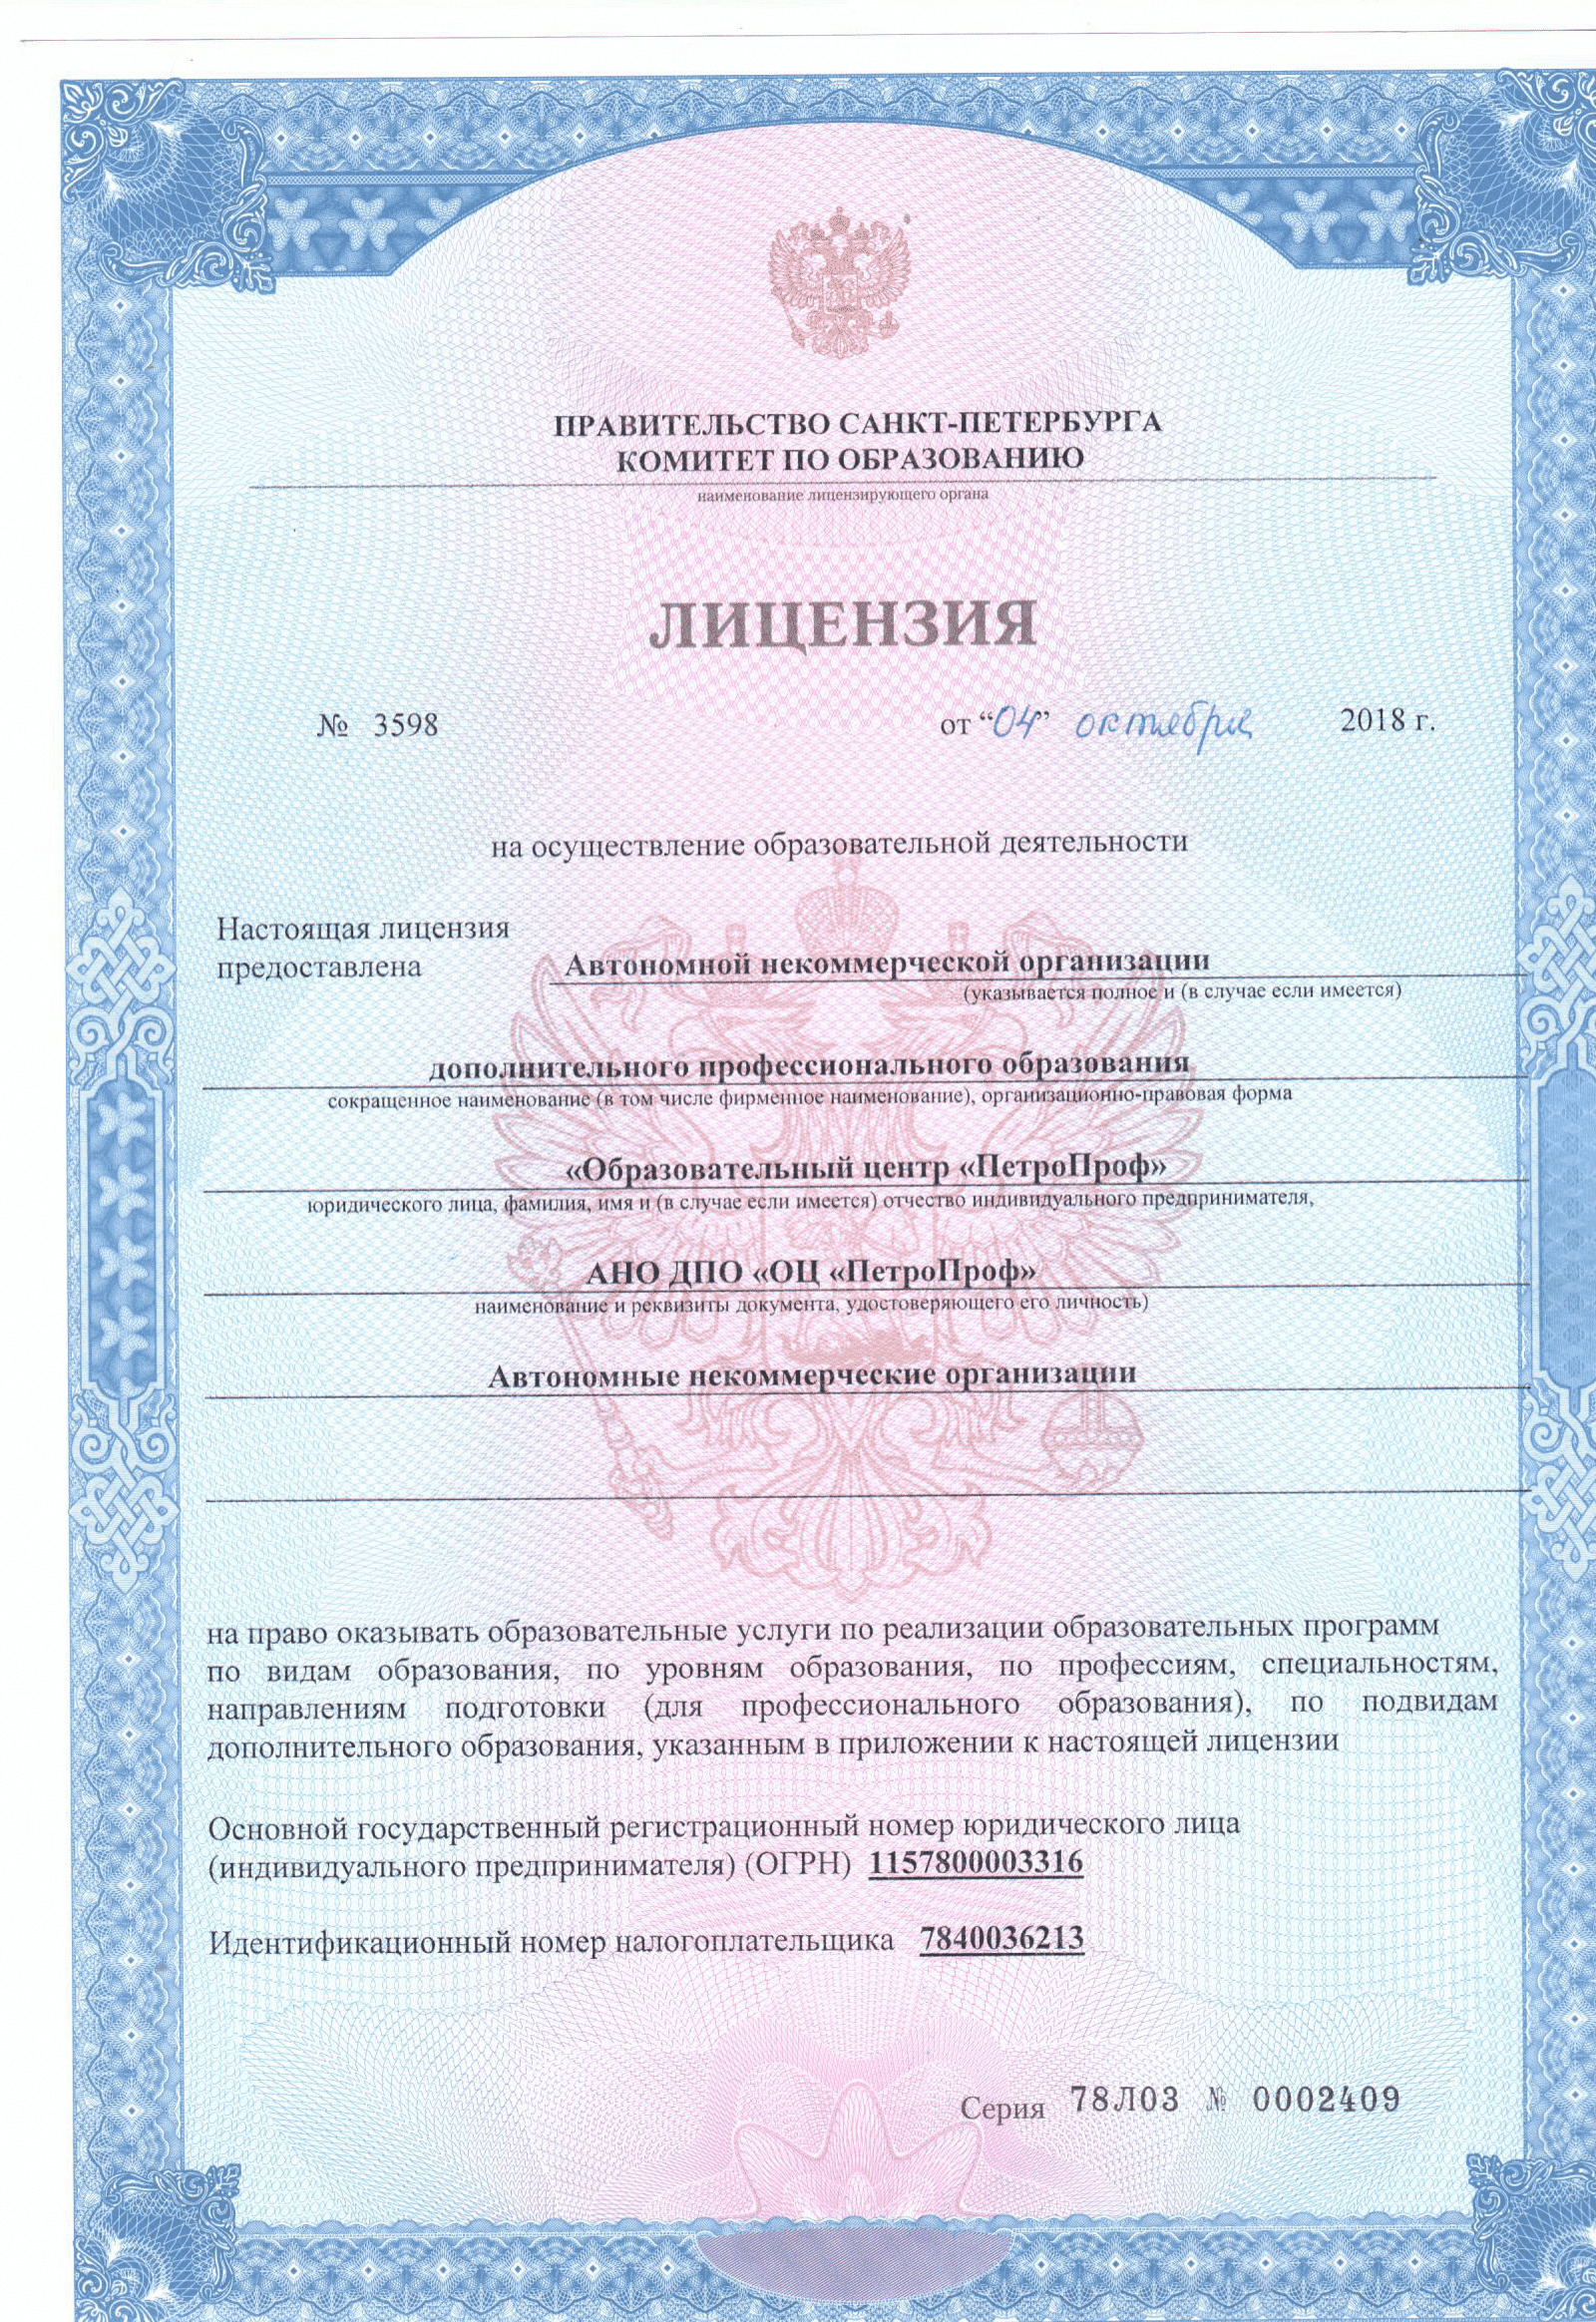 ПРАВИТЕЛЬСТВО САНКТ-ПЕТЕРБУРГА
КОМИТЕТ ПО ОБРАЗОВАНИЮ
наименование лицензирующего органа
ЛИЦЕНЗИЯ
№ 3598 от “04” октября 2018 г.
на осуществление образовательной деятельности
Настоящая лицензия
предоставлена Автономной некоммерческой организации
(указывается полное и (в случае если имеется)
дополнительного профессионального образования
сокращенное наименование (в том числе фирменное наименование), организационно-правовая форма
«Образовательный центр «ПетроПроф»
юридического лица, фамилия, имя и (в случае если имеется) отчество индивидуального предпринимателя,
АНО ДПО «ОЦ «ПетроПроф»
наименование и реквизиты документа, удостоверяющего его личность)
Автономные некоммерческие организации
на право оказывать образовательные услуги по реализации образовательных программ
по видам образования, по уровням образования, по профессиям, специальностям,
направлениям подготовки (для профессионального образования), по подвидам
дополнительного образования, указанным в приложении к настоящей лицензии
Основной государственный регистрационный номер юридического лица
(индивидуального предпринимателя) (ОГРН) 1157800003316
Идентификационный номер налогоплательщика 7840036213
Серия 78Л03 № 0002409